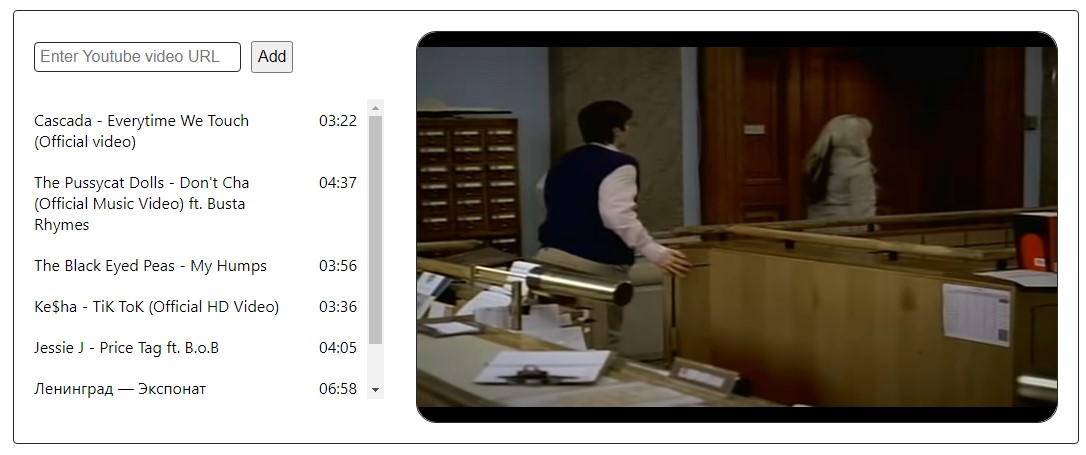 Enter Youtube video URL Add
Cascada - Everytime We Touch 03:22
(Official video)
The Pussycat Dolls - Don't Cha 04:37
(Official Music Video) ft. Busta
Rhymes
The Black Eyed Peas - My Humps 03:56
Ke$ha - TiK ToK (Official HD Video) 03:36
Jessie J - Price Tag ft. B.o.B 04:05
Ленинград — Экспонат 06:58